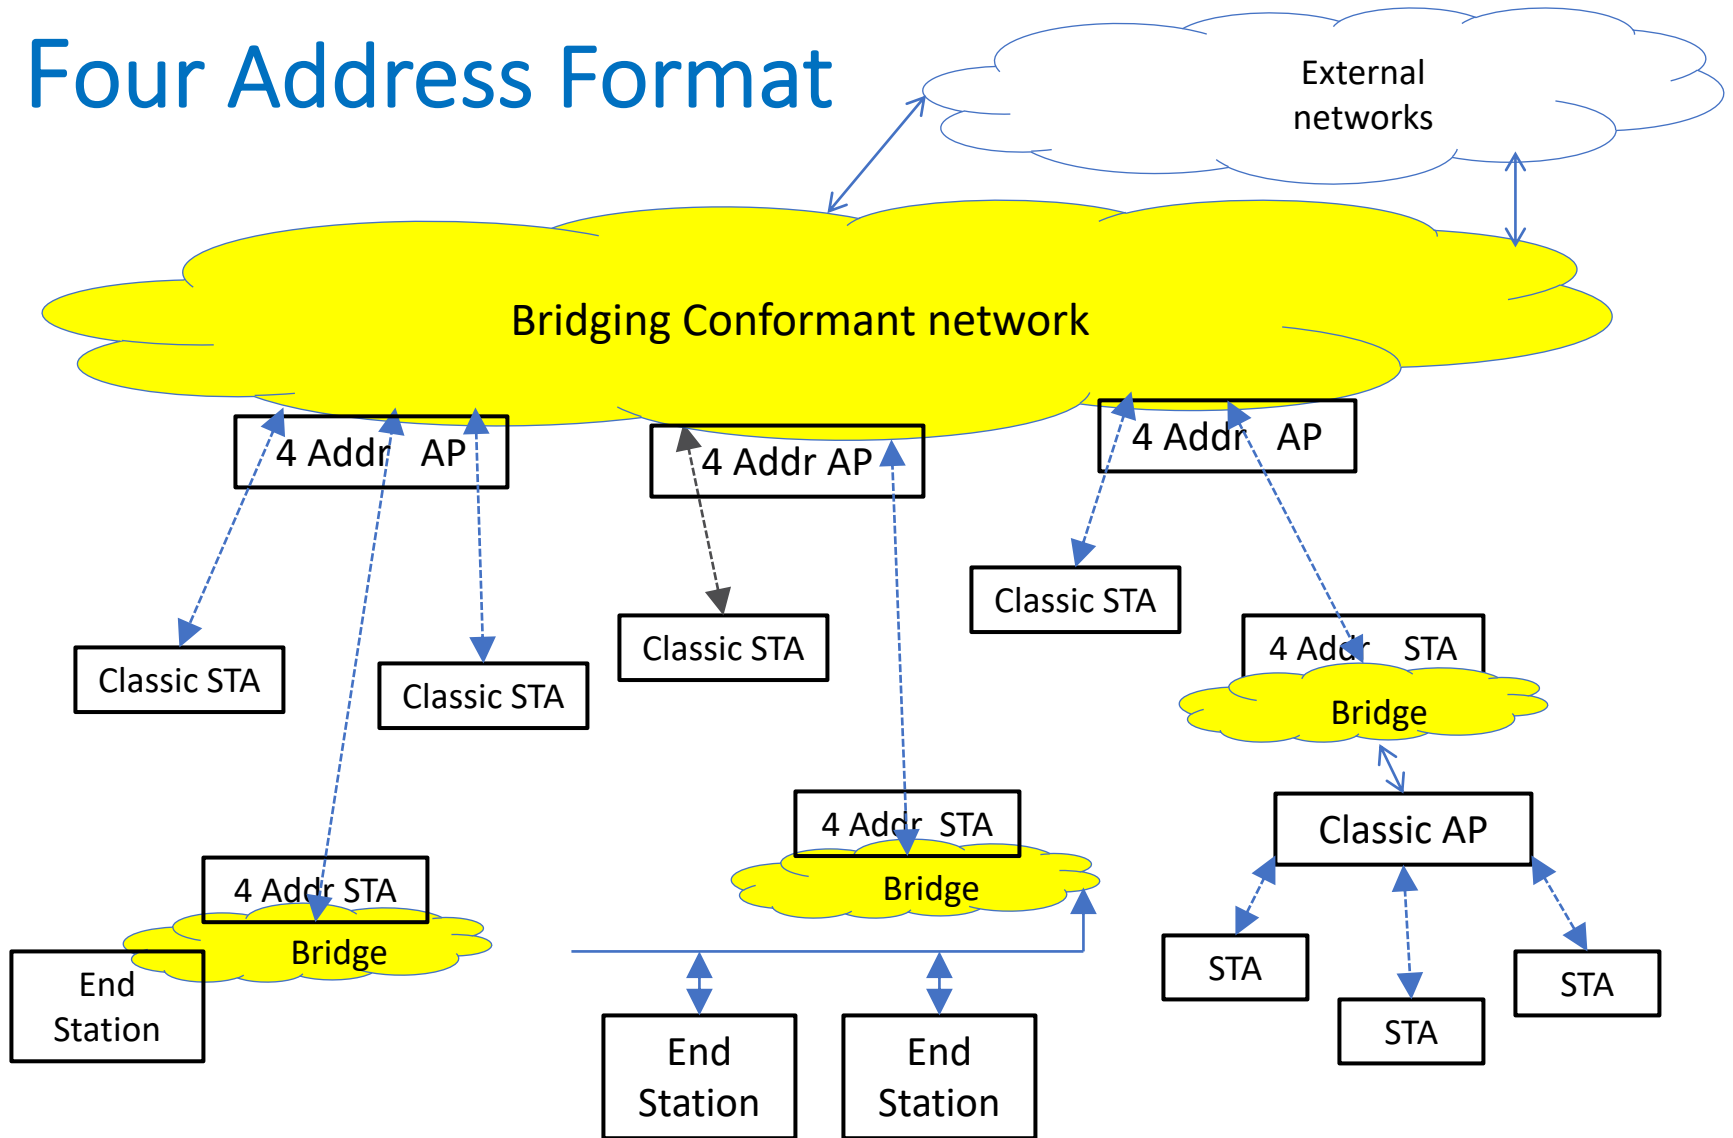 Four Address Format
External
networks
Bridging Conformant network
4 Addr AP
4 Addr AP
4 Addr AP
Classic STA
Classic STA
Classic STA
Classic STA
4 Addr STA
Bridge
Classic AP
4 Addr STA
Bridge
4 Addr STA
Bridge
End
Station
End
Station
End
Station
STA
STA
STA